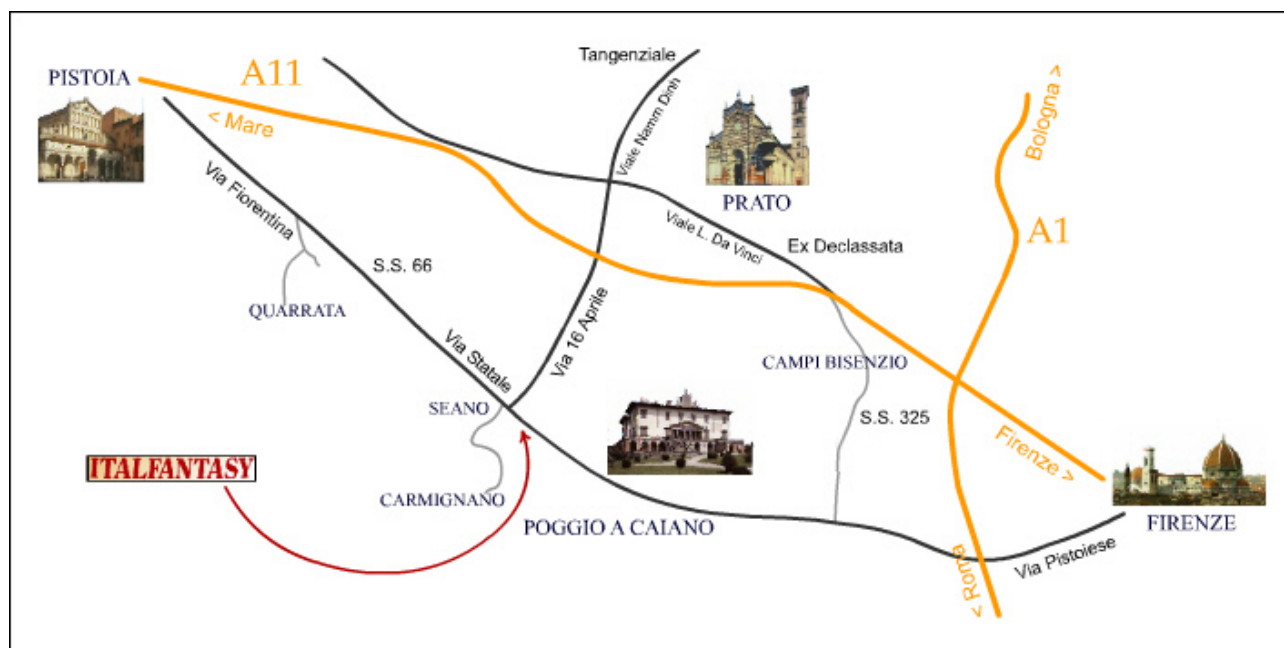 Tangenziale
PISTOIA
A11
< Mare
Viale Namm Dinh
Bologna >
PRATO
Via Fiorentina
Viale L. Da Vinci
Ex Declassata
A1
S.S. 66
QUARRATA
Via 16 Aprile
Via Statale
CAMPI BISENZIO
SEANO
S.S. 325
Firenze >
ITALFANTASY
CARMIGNANO
POGGIO A CAIANO
FIRENZE
Via Pistoiese
< Roma